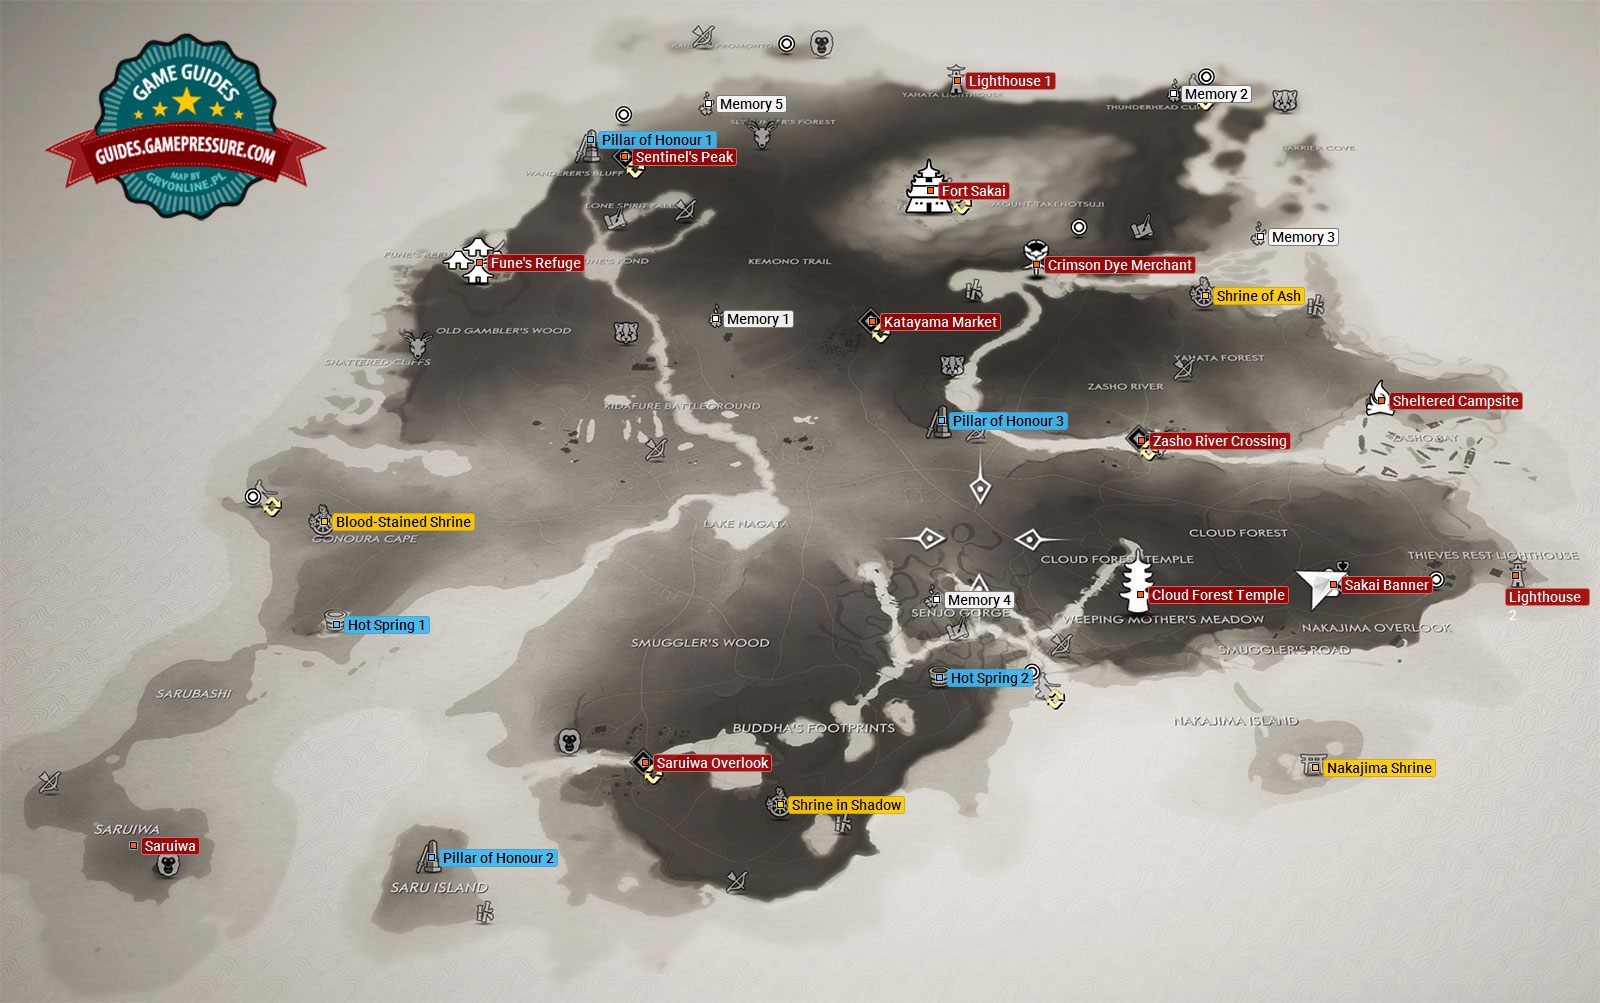 GAME GUIDES
GUIDES.GAMEPRESSURE.COM
MAP BY
GRYONLINE.PL
Lighthouse 1
YAHATA LIGHTHOUSE
Memory 2
Memory 5
Pillar of Honour 1
Sentinel's Peak
WANDERER'S BLUFF
BARRIER COVE
Fort Sakai
MOUNT TAKENOTSUJI
LONE SPIRIT FALLS
Memory 3
Fune's Refuge
KEMONO TRAIL
Crimson Dye Merchant
Shrine of Ash
Memory 1
Katayama Market
OLD GAMBLER'S WOOD
SHATTERED CLIFFS
YAHATA FOREST
ZASHO RIVER
KIDAFURE BATTLEGROUND
Sheltered Campsite
Pillar of Honour 3
Zasho River Crossing
ZASHO BAY
Blood-Stained Shrine
GONOURA CAPE
LAKE NAGATA
CLOUD FOREST
CLOUD FOREST TEMPLE
THIEVES REST LIGHTHOUSE
Sakai Banner
Cloud Forest Temple
Lighthouse
2
Memory 4
SENJO GORGE
WEEPING MOTHER'S MEADOW
NAKAJIMA OVERLOOK
Hot Spring 1
SMUGGLER'S WOOD
SMUGGLER'S ROAD
Hot Spring 2
SARUBASHI
NAKAJIMA ISLAND
BUDDHA'S FOOTPRINTS
Saruiwa Overlook
Nakajima Shrine
Shrine in Shadow
SARUIWA
Saruiwa
Pillar of Honour 2
SARU ISLAND